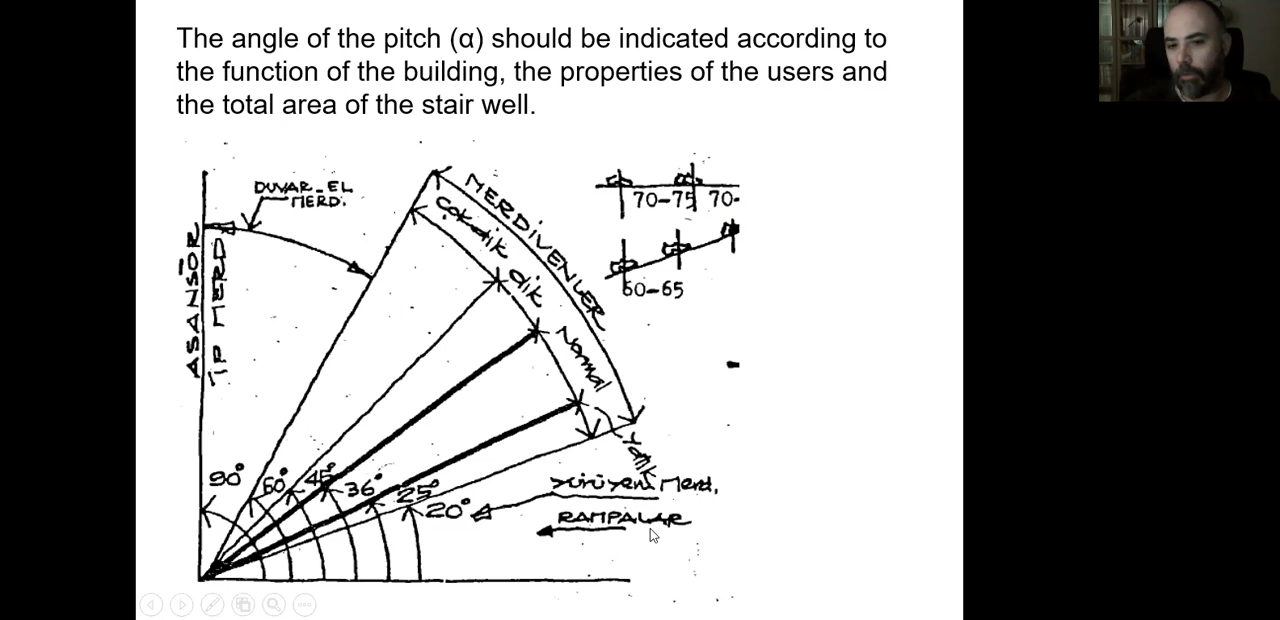 The angle of the pitch (α) should be indicated according to
the function of the building, the properties of the users and
the total area of the stair well.
DUVAR-EL
MERD.
ASANSÖR
TİP MERD
MERDİVENLER
Çok dik
dik
Normal
Yatık
70-75
70-
60-65
90°
60°
45°
36°
25°
20°
Yürüyen Merd.
RAMPALAR